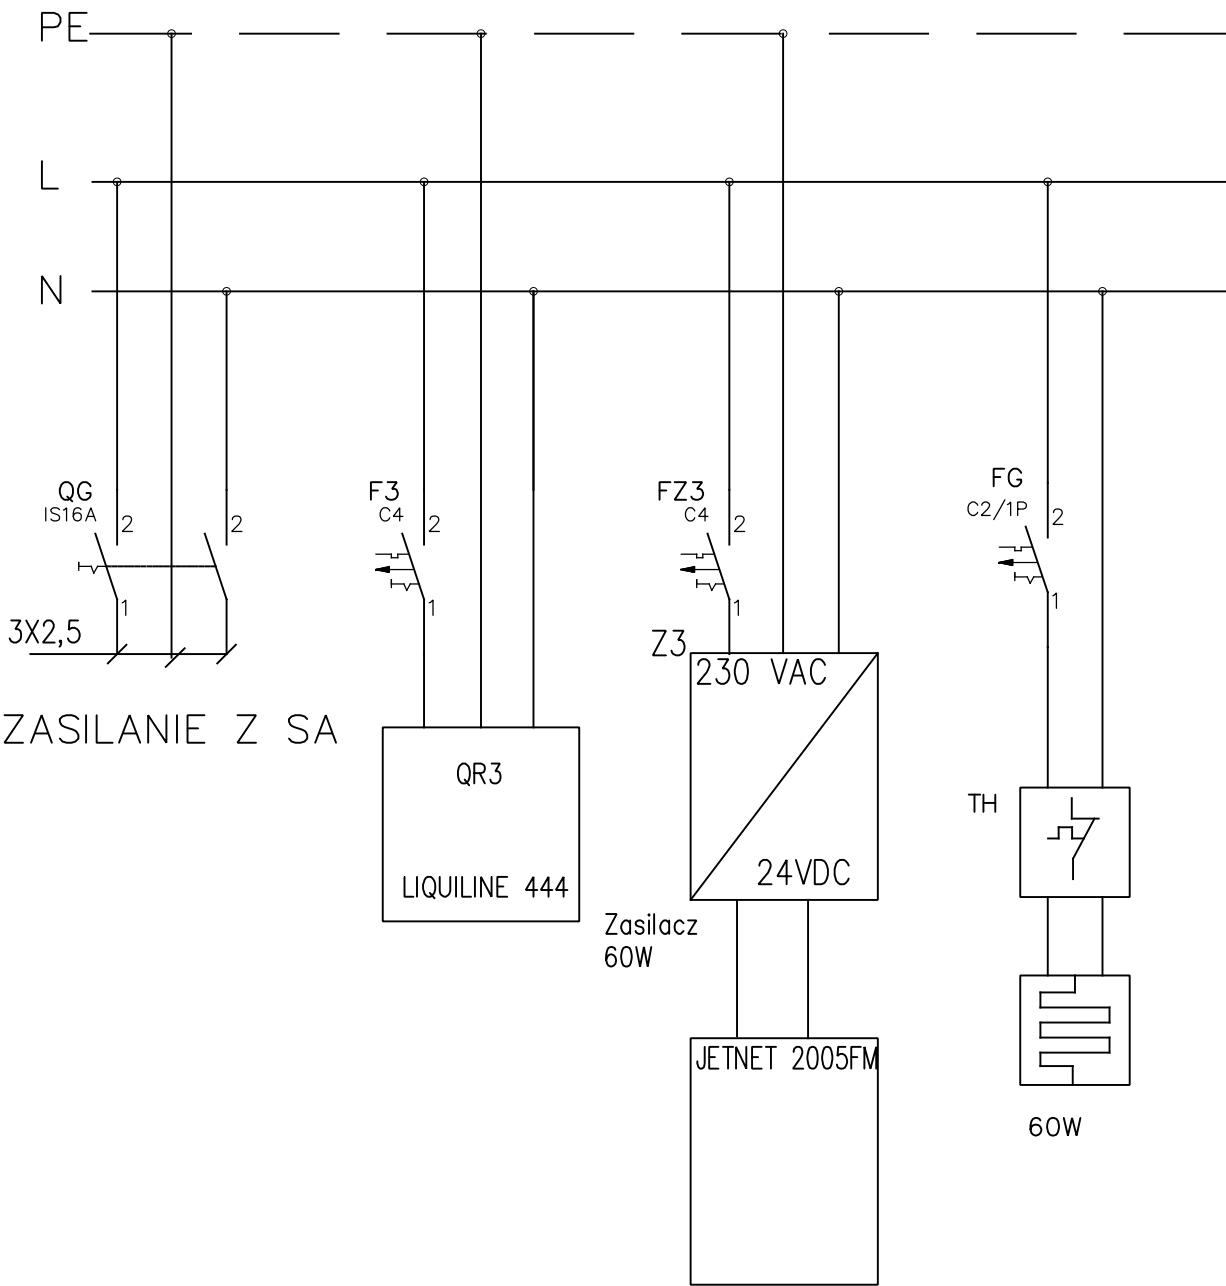 PE
L
N
QG
IS16A
2
2
1
3X2,5
ZASILANIE Z SA
F3
C4
2
1
QR3
LIQUILINE 444
FZ3
C4
2
1
Z3
230 VAC
24VDC
Zasilacz
60W
JETNET 2005FM
FG
C2/1P
2
1
TH
60W